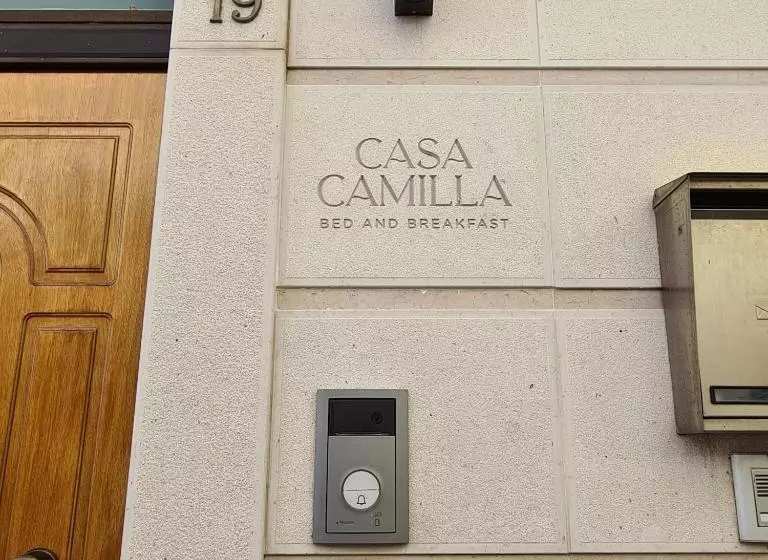 19
CASA
CAMILLA
BED AND BREAKFAST